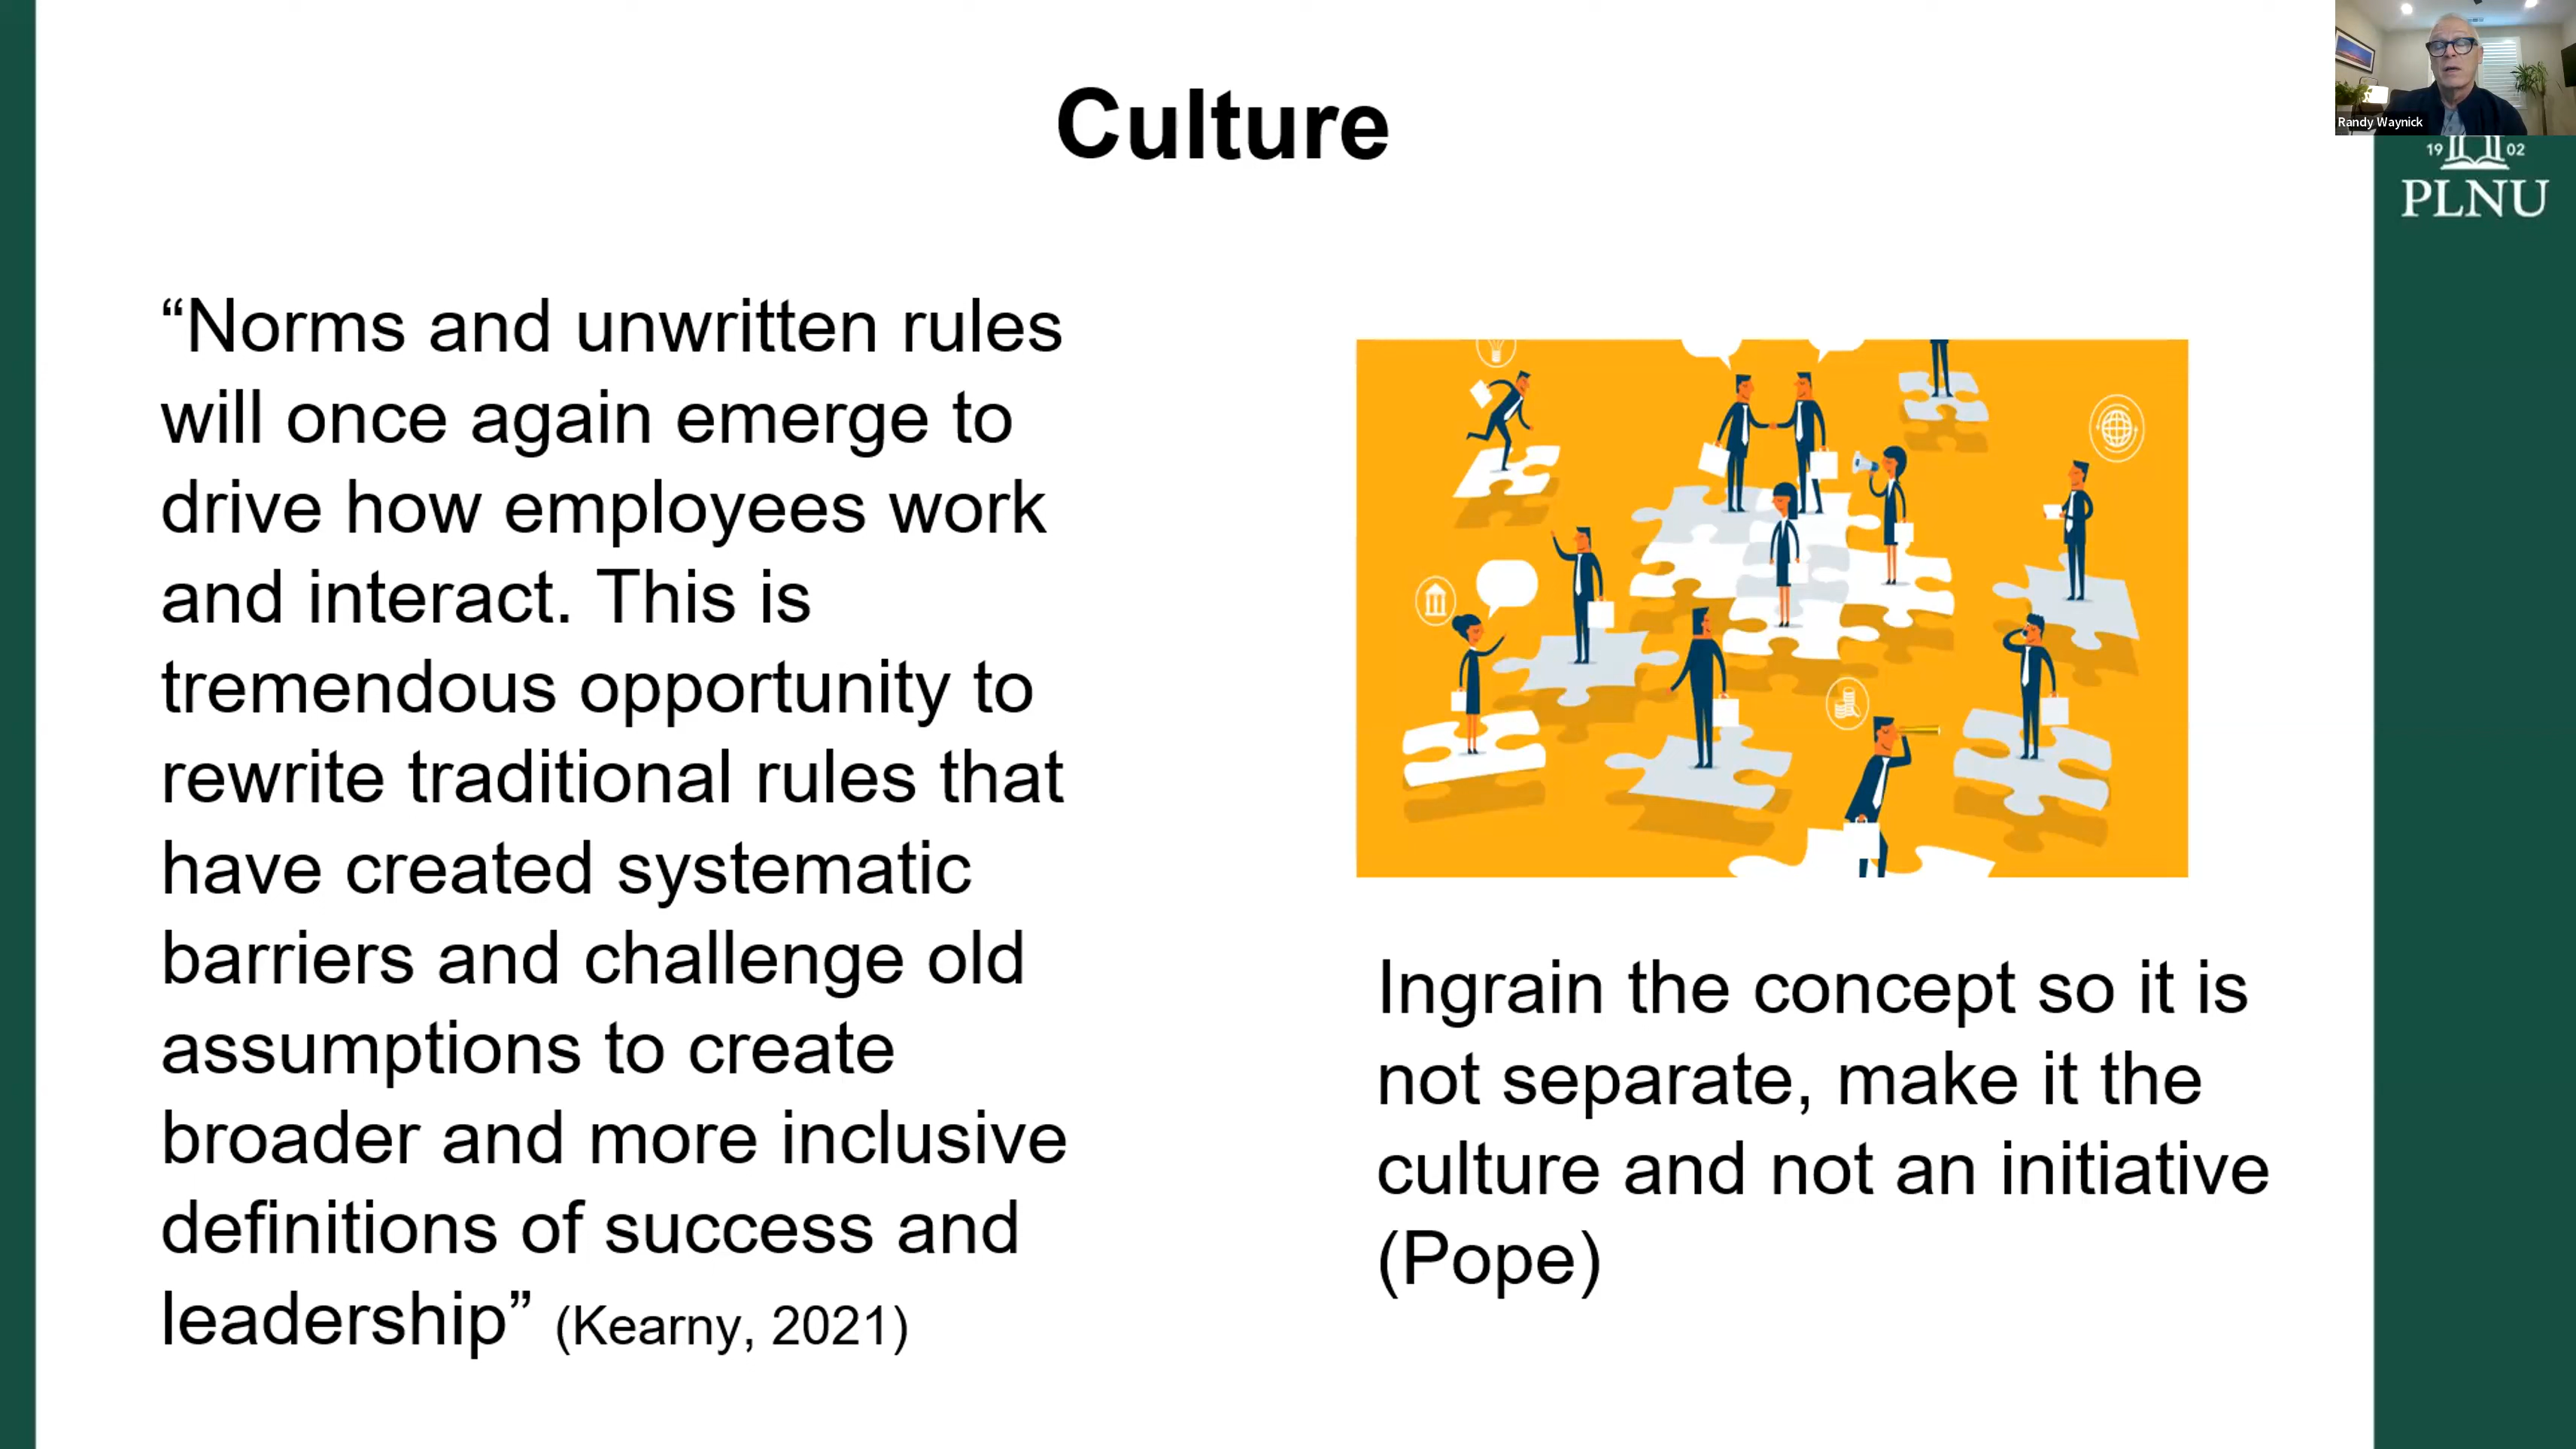 Culture
“Norms and unwritten rules
will once again emerge to
drive how employees work
and interact. This is
tremendous opportunity to
rewrite traditional rules that
have created systematic
barriers and challenge old
assumptions to create
broader and more inclusive
definitions of success and
leadership” (Kearny, 2021)
Ingrain the concept so it is
not separate, make it the
culture and not an initiative
(Pope)
Randy Waynick
19 02
PLNU